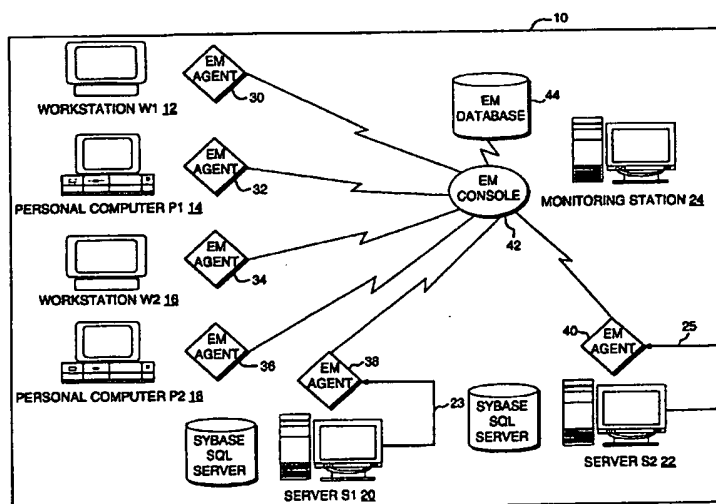 10
EM
AGENT
30
WORKSTATION W1 12
EM
DATABASE
44
EM
AGENT
32
PERSONAL COMPUTER P1 14
EM
CONSOLE
42
MONITORING STATION 24
EM
AGENT
34
WORKSTATION W2 16
EM
AGENT
36
PERSONAL COMPUTER P2 18
EM
AGENT
38
40
EM
AGENT
25
23
SYBASE
SQL
SERVER
SERVER S1 20
SYBASE
SQL
SERVER
SERVER S2 22